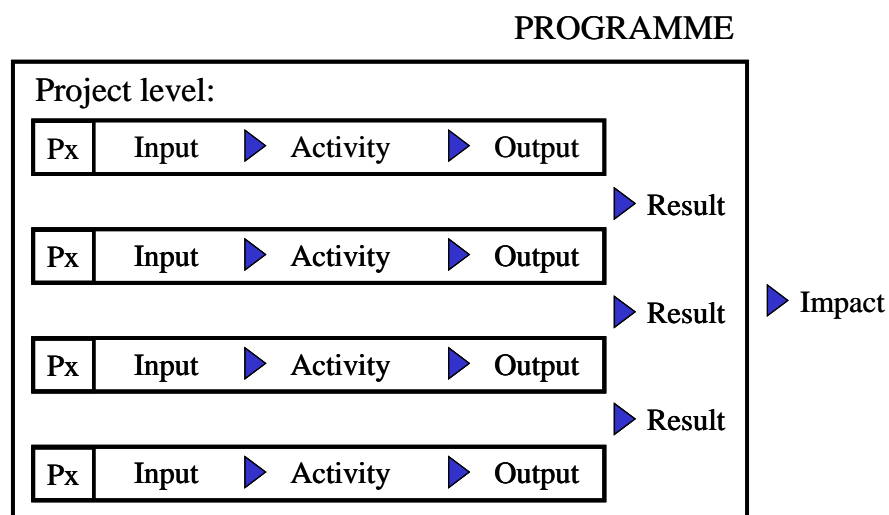 PROGRAMME
Project level:
Px Input Activity Output
Result
Px Input Activity Output
Impact
Result
Px Input Activity Output
Result
Px Input Activity Output